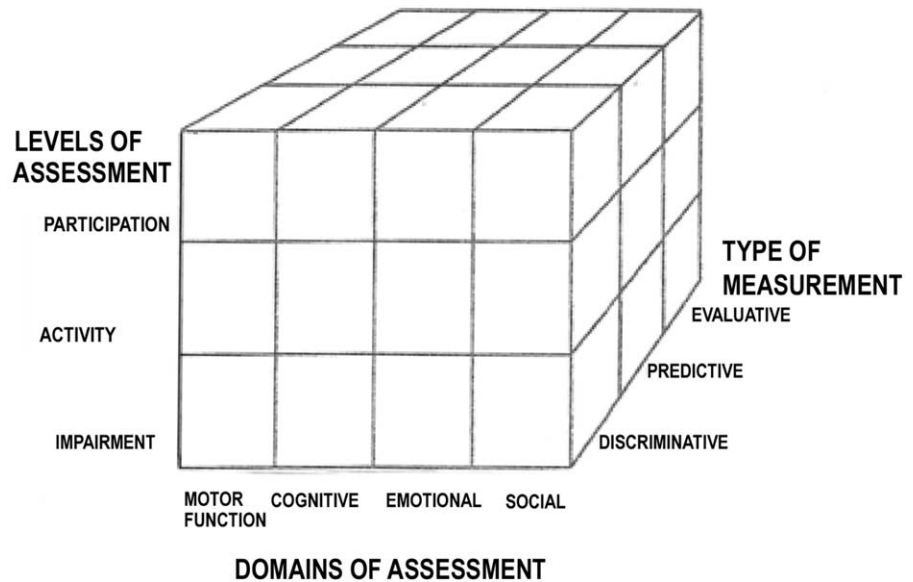 LEVELS OF
ASSESSMENT
PARTICIPATION
ACTIVITY
IMPAIRMENT
TYPE OF
MEASUREMENT
EVALUATIVE
PREDICTIVE
DISCRIMINATIVE
MOTOR
FUNCTION
COGNITIVE
EMOTIONAL
SOCIAL
DOMAINS OF ASSESSMENT